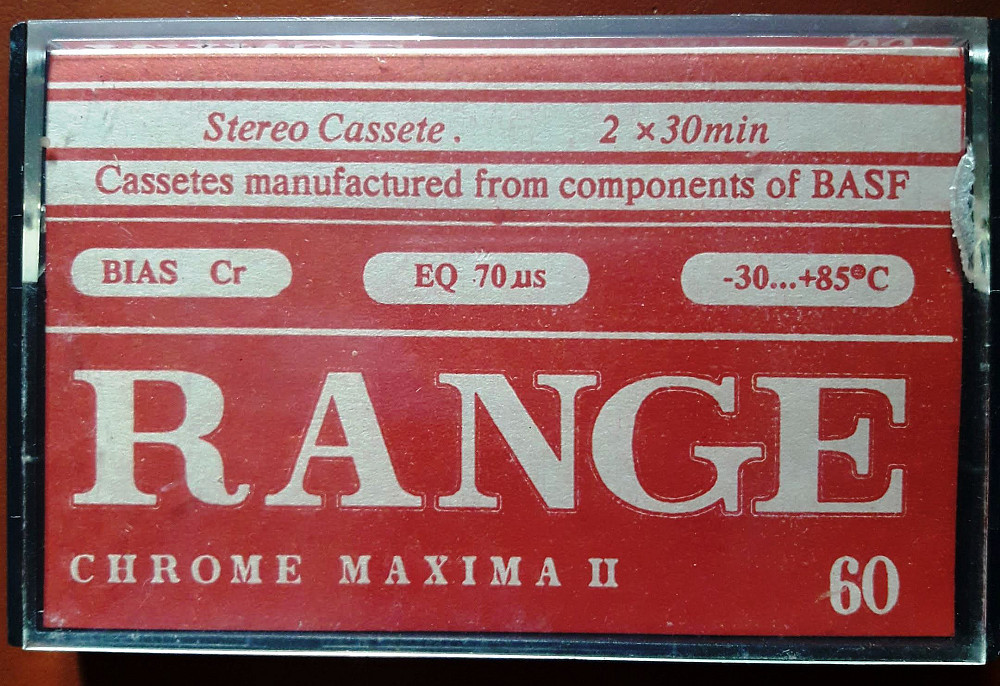 Stereo Cassete . 2 ×30min
Cassetes manufactured from components of BASF
BIAS Cr EQ 70 µs -30...+85°C
RANGE
CHROME MAXIMA II 60